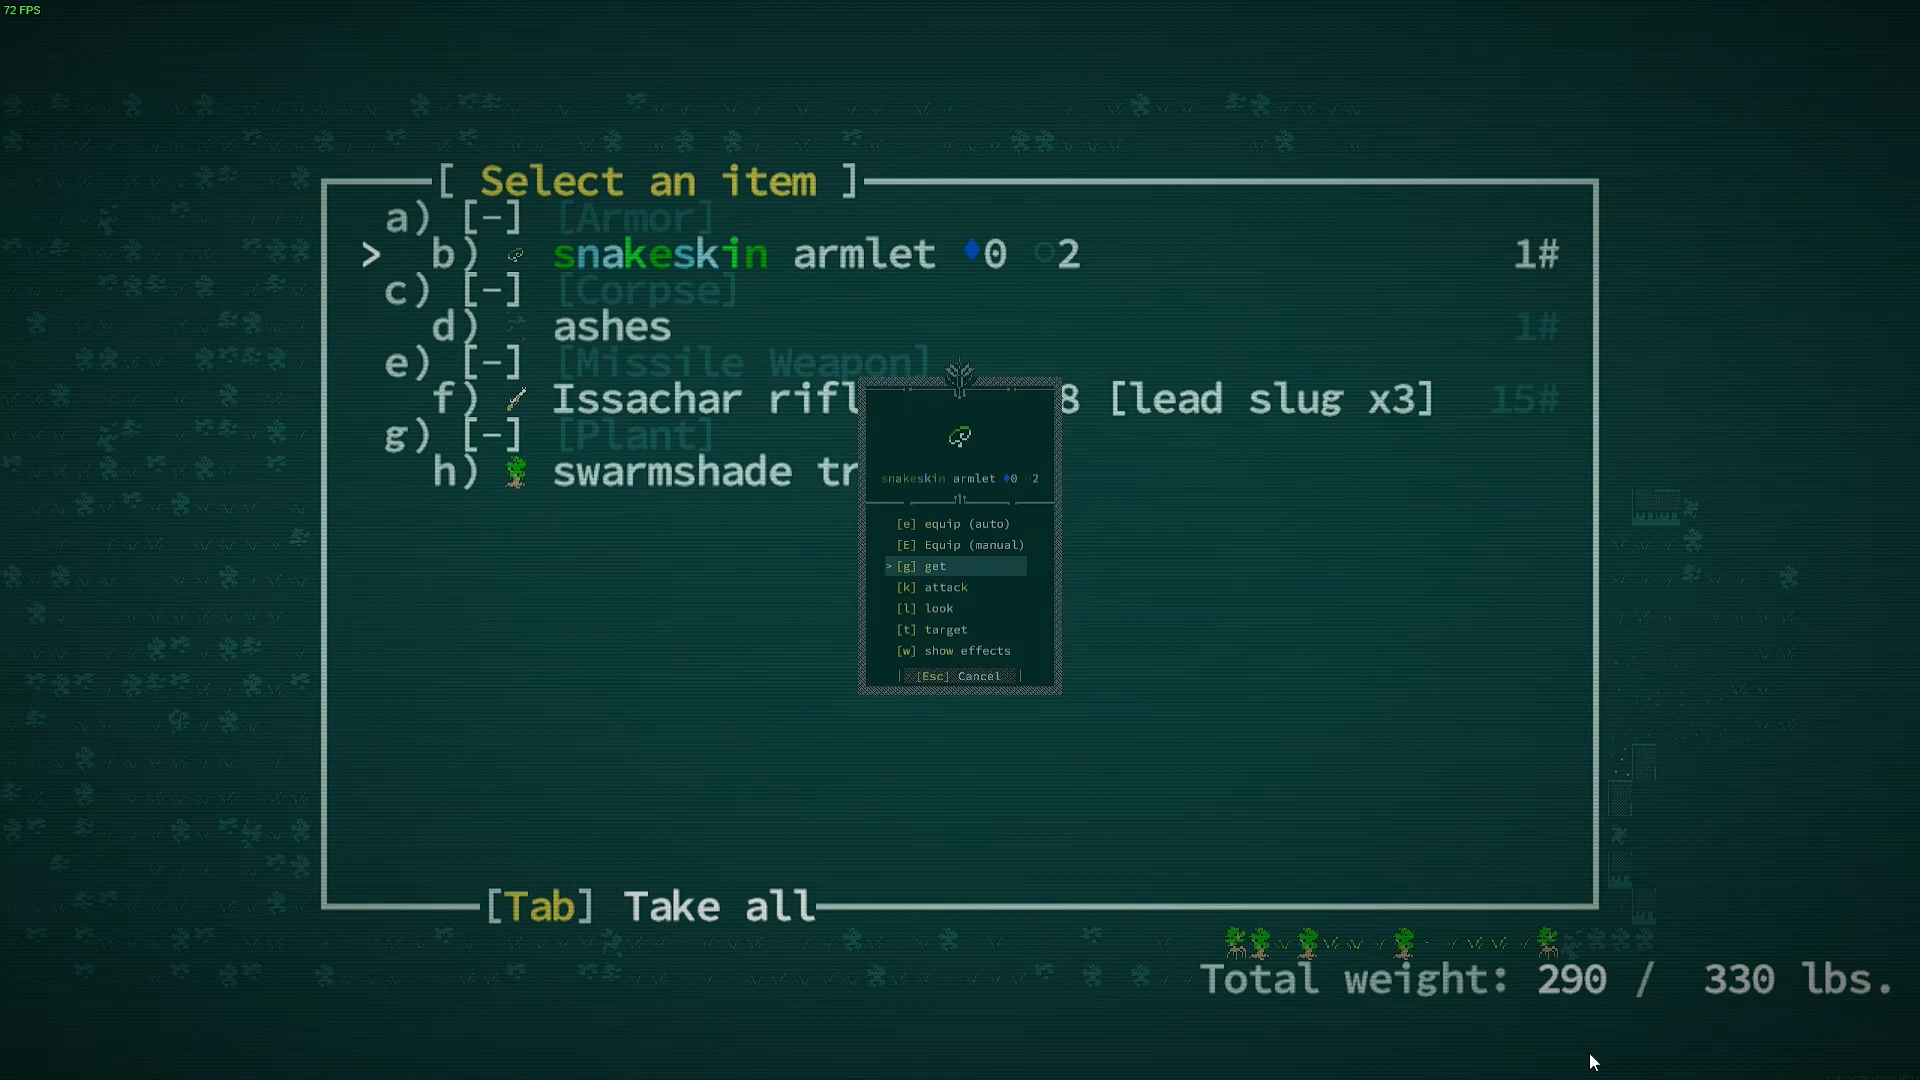 72 FPS
[ Select an item ]
a) [-] [Armor]
> b) snakeskin armlet ♦0 ○2 1#
c) [-] [Corpse]
d) ashes 1#
e) [-] [Missile Weapon]
f) Issachar rifl 8 [lead slug x3] 15#
g) [-] [Plant]
h) swarmshade tr
snakeskin armlet ♦0 ○2
[e] equip (auto)
[E] Equip (manual)
> [g] get
[k] attack
[l] look
[t] target
[w] show effects
[Esc] Cancel
[Tab] Take all
Total weight: 290 / 330 lbs.